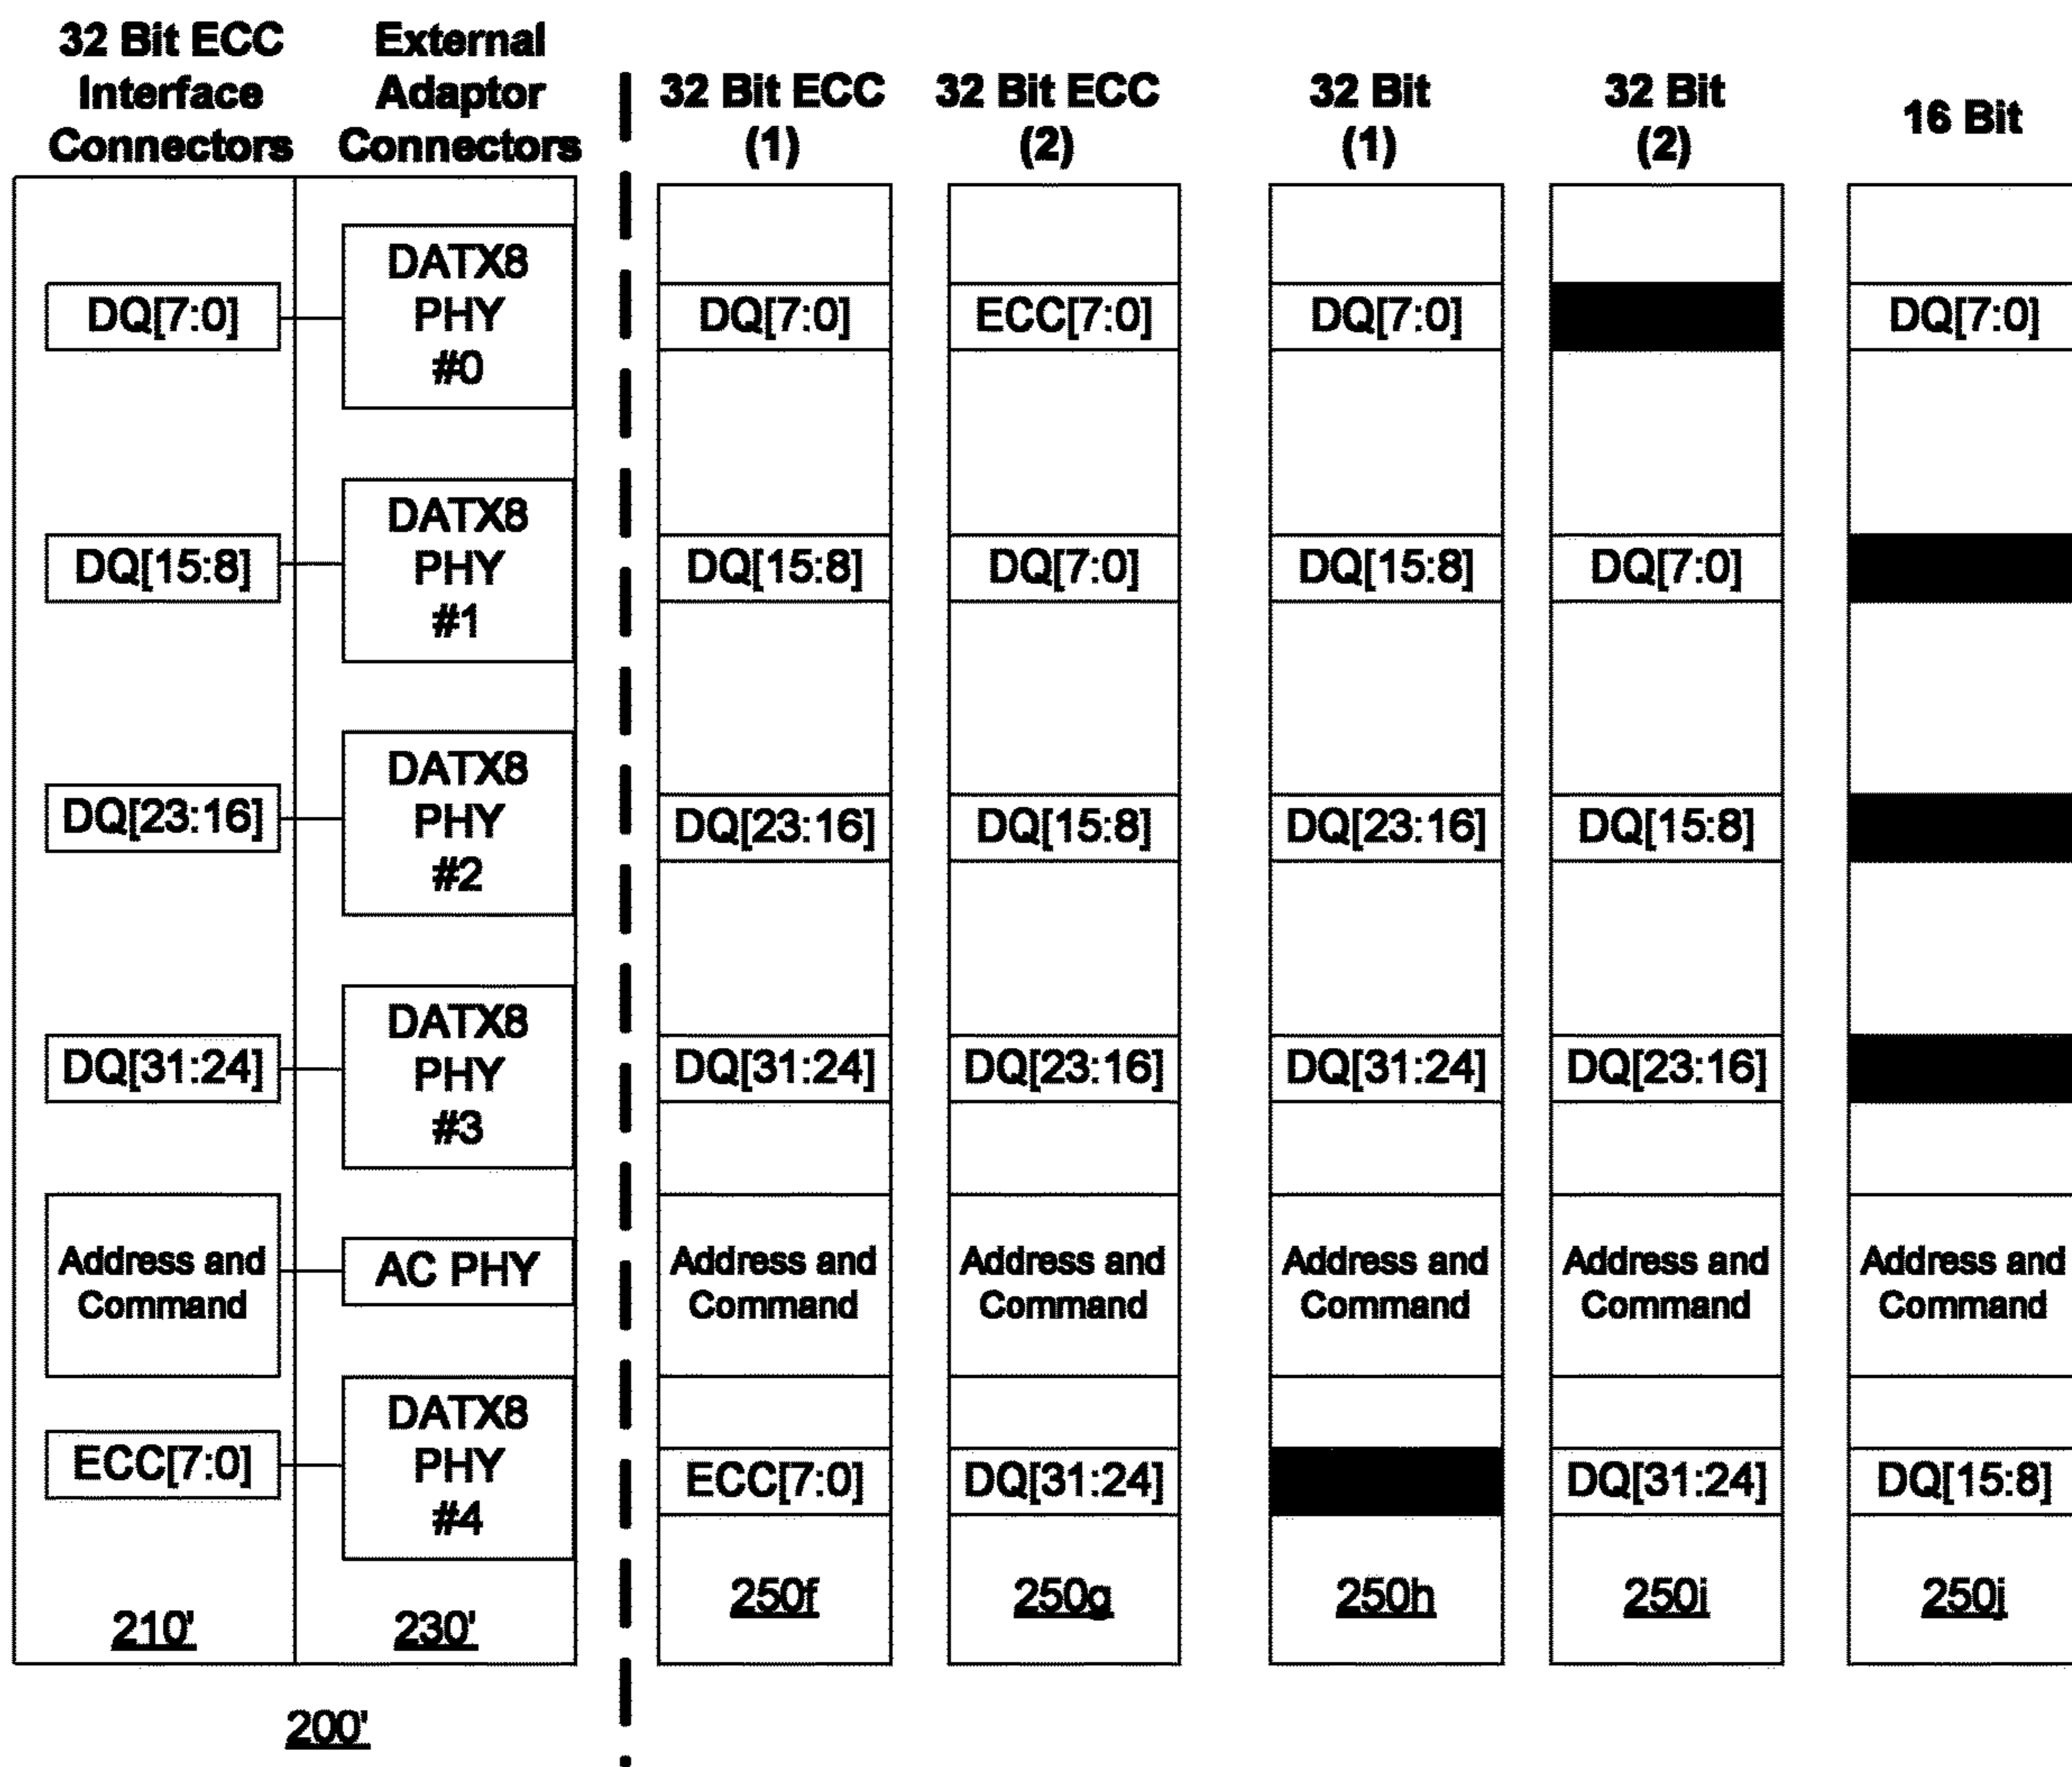 32 Bit ECC
Interface
Connectors
External
Adaptor
Connectors
32 Bit ECC
(1)
32 Bit ECC
(2)
32 Bit
(1)
32 Bit
(2)
16 Bit
DQ[7:0]
DATX8
PHY
#0
DQ[7:0]
ECC[7:0]
DQ[7:0]
DQ[7:0]
DQ[15:8]
DATX8
PHY
#1
DQ[15:8]
DQ[7:0]
DQ[15:8]
DQ[7:0]
DQ[23:16]
DATX8
PHY
#2
DQ[23:16]
DQ[15:8]
DQ[23:16]
DQ[15:8]
DQ[31:24]
DATX8
PHY
#3
DQ[31:24]
DQ[23:16]
DQ[31:24]
DQ[23:16]
Address and
Command
AC PHY
Address and
Command
Address and
Command
Address and
Command
Address and
Command
Address and
Command
ECC[7:0]
DATX8
PHY
#4
ECC[7:0]
DQ[31:24]
DQ[31:24]
DQ[15:8]
210'
230'
250f
250g
250h
250i
250j
200'